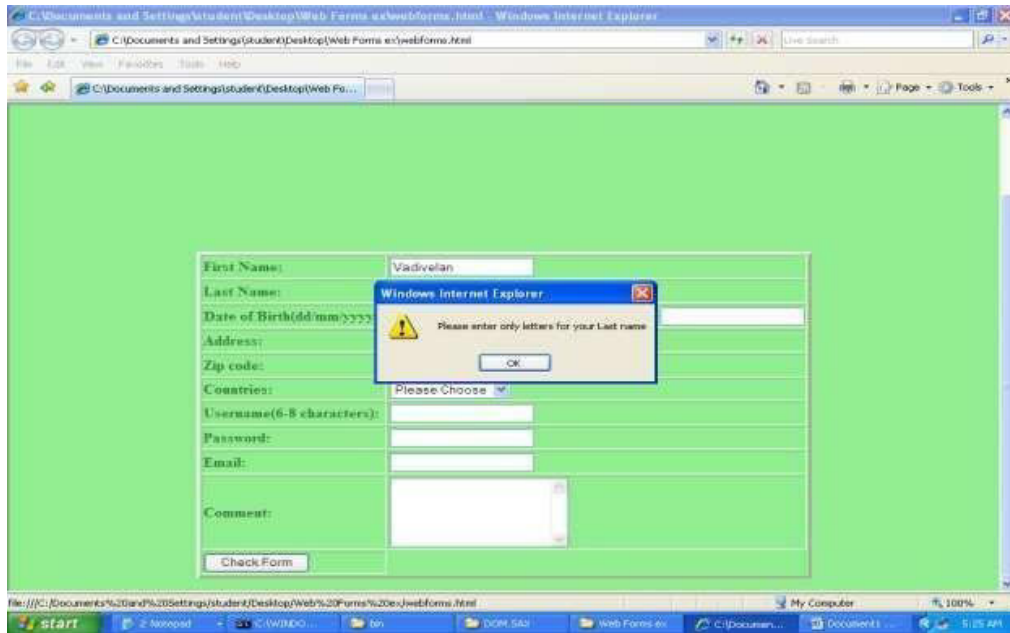 C:\Documents and Settings\student\Desktop\Web Forms ex\webforms.html - Windows Internet Explorer
C:\Documents and Settings\student\Desktop\Web Forms ex\webforms.html
Live Search
File Edit View Favorites Tools Help
C:\Documents and Settings\student\Desktop\Web Fo...
Page Tools
First Name: Vadivelan
Last Name:
Windows Internet Explorer
Date of Birth(dd/mm/yyyy
Please enter only letters for your Last name
Address:
OK
Zip code:
Countries: Please Choose
Username(6-8 characters):
Password:
Email:
Comment:
Check Form
file:///C:/Documents%20and%20Settings/student/Desktop/Web%20Forms%20ex/webforms.html
My Computer
100%
start
2 Notepad
C:\WINDO...
bin
DOM,SAX
Web Forms ex
C:\Documen...
Documents
5:25 AM